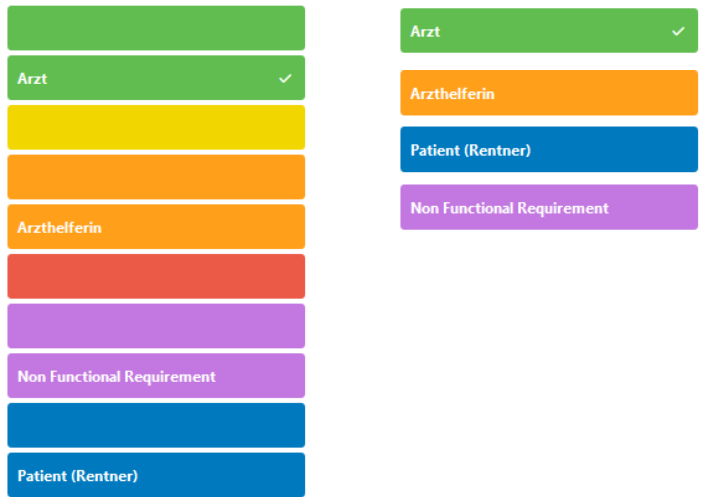 Arzt
Arzthelferin
Non Functional Requirement
Patient (Rentner)
Arzt
Arzthelferin
Patient (Rentner)
Non Functional Requirement